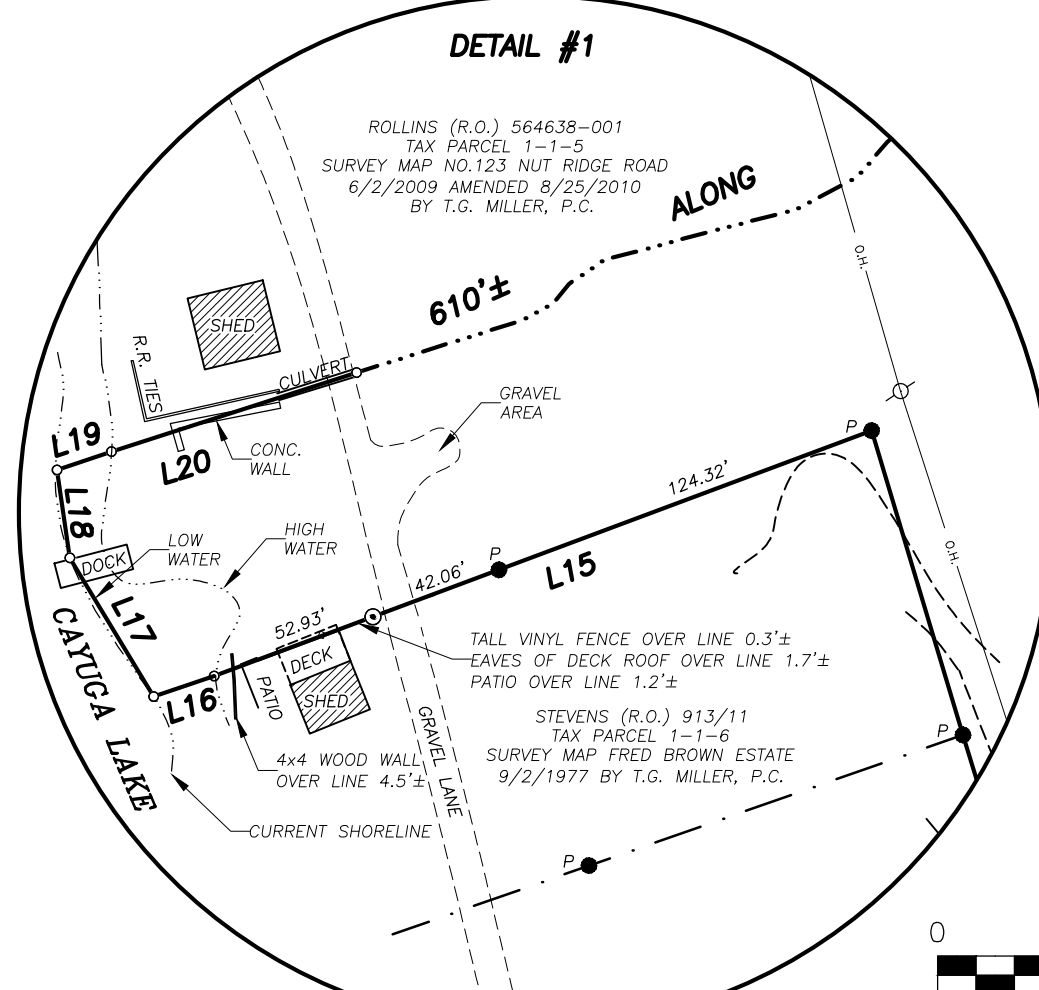 DETAIL #1
ROLLINS (R.O.) 564638-001
TAX PARCEL 1-1-5
SURVEY MAP NO.123 NUT RIDGE ROAD
6/2/2009 AMENDED 8/25/2010
BY T.G. MILLER, P.C.
ALONG
610'±
O.H.
SHED
R.R. TIES
CULVERT
GRAVEL
AREA
L19
L20
CONC.
WALL
P
124.32'
L18
LOW
WATER
HIGH
WATER
DOCK
P
42.06'
L15
O.H.
L17
52.93'
CAYUGA LAKE
DECK
TALL VINYL FENCE OVER LINE 0.3'±
EAVES OF DECK ROOF OVER LINE 1.7'±
PATIO OVER LINE 1.2'±
L16
PATIO
SHED
GRAVEL LANE
STEVENS (R.O.) 913/11
TAX PARCEL 1-1-6
SURVEY MAP FRED BROWN ESTATE
9/2/1977 BY T.G. MILLER, P.C.
P
4x4 WOOD WALL
OVER LINE 4.5'±
CURRENT SHORELINE
P
0